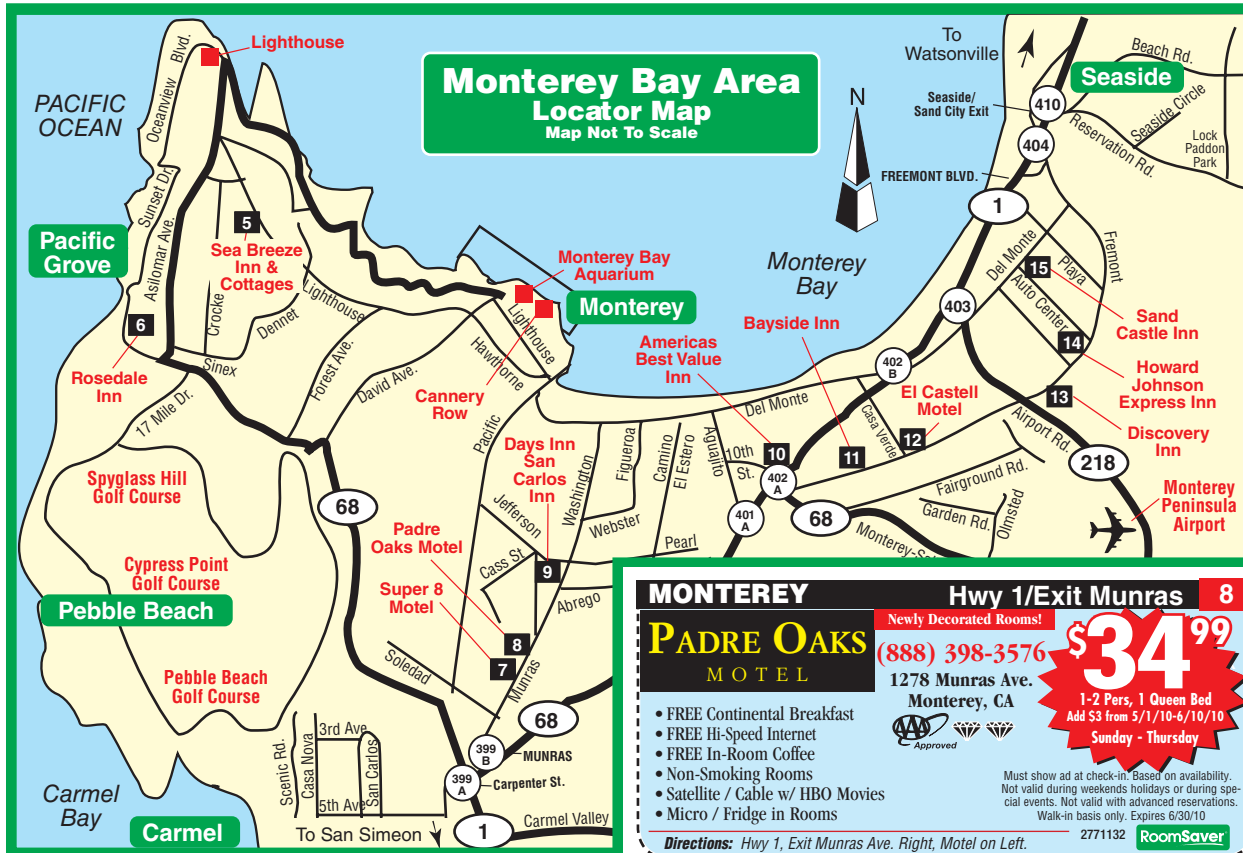 Monterey Bay Area
Locator Map
Map Not To Scale
Lighthouse
PACIFIC
OCEAN
Oceanview Blvd.
Sunset Dr.
Asilomar Ave.
Pacific
Grove
5
Sea Breeze
Inn &
Cottages
6
Rosedale
Inn
Crocke
Dennet
Sinex
Lighthouse
Forest Ave.
David Ave.
17 Mile Dr.
Monterey Bay
Aquarium
Monterey
Lighthouse
Hawthorne
Cannery
Row
Pacific
N
Monterey
Bay
To
Watsonville
Beach Rd.
Seaside
Seaside/
Sand City Exit
410
Reservation Rd.
Seaside Circle
Lock
Paddon
Park
404
FREEMONT BLVD.
1
Fremont
Del Monte
Playa
15
Auto Center
Sand
Castle Inn
14
Howard
Johnson
Express Inn
403
13
Discovery
Inn
Airport Rd.
218
Monterey
Peninsula
Airport
Bayside Inn
Americas
Best Value
Inn
402
B
El Castell
Motel
Del Monte
Casa Verde
12
11
10
10th
St.
Aguajito
402
A
401
A
68
Fairground Rd.
Garden Rd.
Olmsted
Monterey-Sa
Days Inn
San
Carlos
Inn
Washington
Figueroa
Camino
El Estero
Webster
Pearl
Jefferson
Cass St.
9
Abrego
Padre
Oaks Motel
Super 8
Motel
8
7
Munras
Soledad
68
68
Spyglass Hill
Golf Course
Cypress Point
Golf Course
Pebble Beach
Pebble Beach
Golf Course
399
B
MUNRAS
399
A
Carpenter St.
1
Carmel Valley
Scenic Rd.
Casa Nova
San Carlos
3rd Ave
5th Ave
Carmel
Bay
Carmel
To San Simeon
MONTEREY
Hwy 1/Exit Munras
8
PADRE OAKS
MOTEL
Newly Decorated Rooms!
(888) 398-3576
1278 Munras Ave.
Monterey, CA
AAA
Approved
$34.99
1-2 Pers, 1 Queen Bed
Add $3 from 5/1/10-6/10/10
Sunday - Thursday
• FREE Continental Breakfast
• FREE Hi-Speed Internet
• FREE In-Room Coffee
• Non-Smoking Rooms
• Satellite / Cable w/ HBO Movies
• Micro / Fridge in Rooms
Must show ad at check-in. Based on availability.
Not valid during weekends holidays or during spe-
cial events. Not valid with advanced reservations.
Walk-in basis only. Expires 6/30/10
Directions: Hwy 1, Exit Munras Ave. Right, Motel on Left.
2771132
RoomSaver